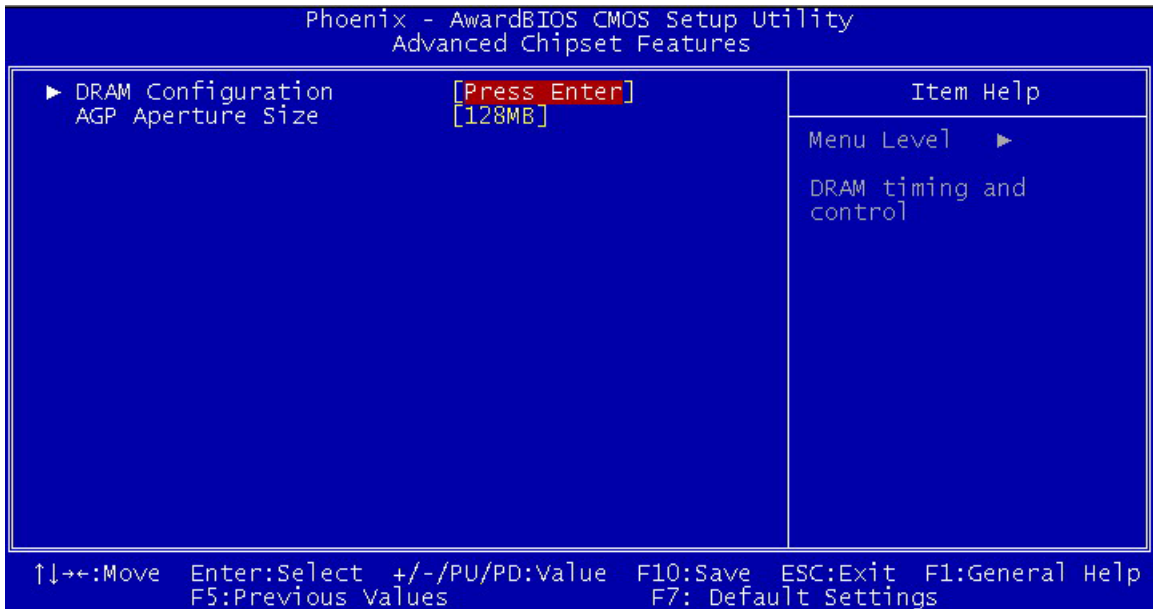 Phoenix - AwardBIOS CMOS Setup Utility
Advanced Chipset Features
► DRAM Configuration [Press Enter]
AGP Aperture Size [128MB]
Item Help
Menu Level ►
DRAM timing and
control
↑↓→←:Move Enter:Select +/-/PU/PD:Value F10:Save ESC:Exit F1:General Help
F5:Previous Values F7: Default Settings